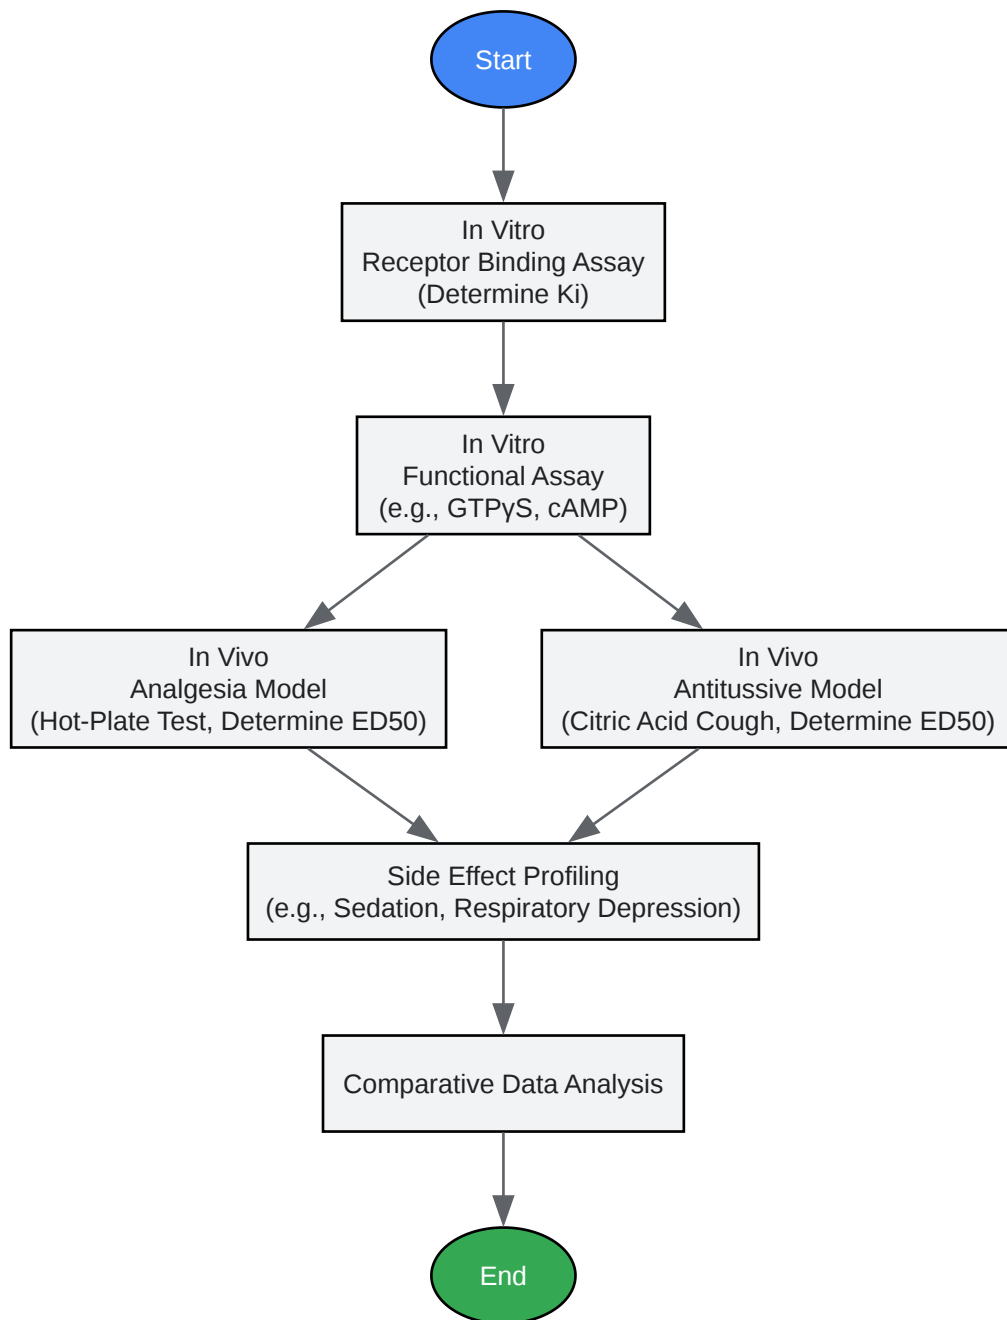 Start
In Vitro
Receptor Binding Assay
(Determine Ki)
In Vitro
Functional Assay
(e.g., GTPγS, cAMP)
In Vivo
Analgesia Model
(Hot-Plate Test, Determine ED50)
In Vivo
Antitussive Model
(Citric Acid Cough, Determine ED50)
Side Effect Profiling
(e.g., Sedation, Respiratory Depression)
Comparative Data Analysis
End